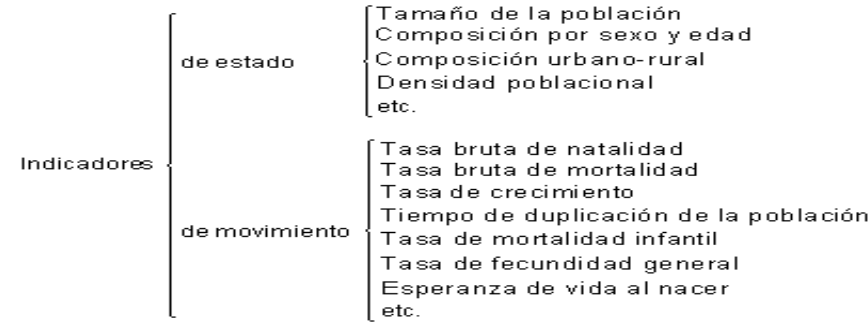 Indicadores
de estado
Tamaño de la población
Composición por sexo y edad
Composición urbano-rural
Densidad poblacional
etc.
de movimiento
Tasa bruta de natalidad
Tasa bruta de mortalidad
Tasa de crecimiento
Tiempo de duplicación de la población
Tasa de mortalidad infantil
Tasa de fecundidad general
Esperanza de vida al nacer
etc.